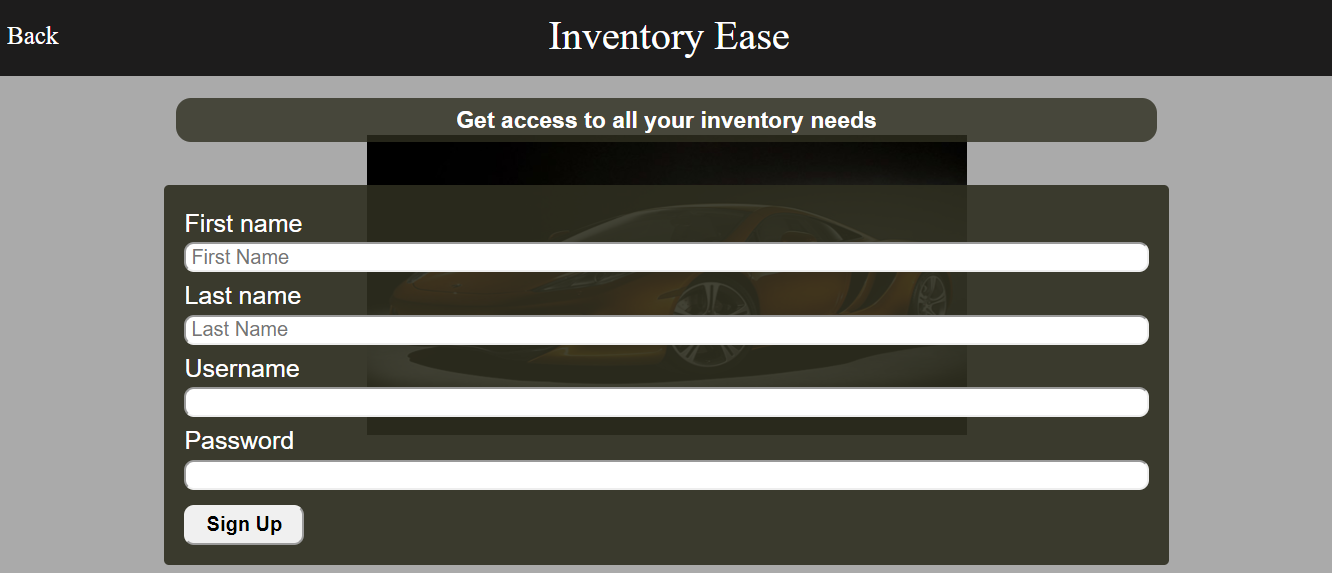 Back
Inventory Ease
Get access to all your inventory needs
First name
First Name
Last name
Last Name
Username
Password
Sign Up